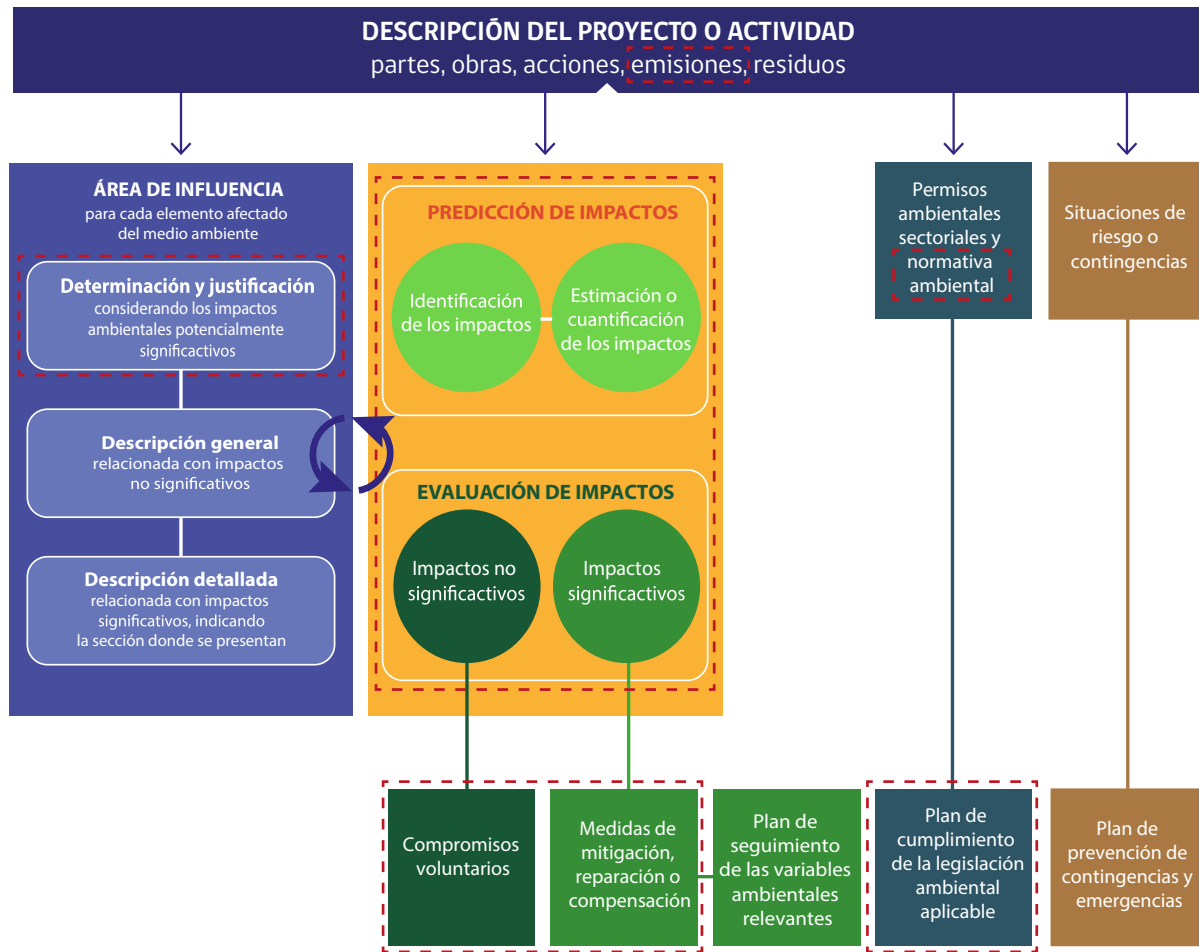 DESCRIPCIÓN DEL PROYECTO O ACTIVIDAD
partes, obras, acciones, emisiones, residuos
ÁREA DE INFLUENCIA
para cada elemento afectado
del medio ambiente
Determinación y justificación
considerando los impactos
ambientales potencialmente
significactivos
Descripción general
relacionada con impactos
no significativos
Descripción detallada
relacionada con impactos
significativos, indicando
la sección donde se presentan
PREDICCIÓN DE IMPACTOS
Identificación
de los impactos
Estimación o
cuantificación
de los impactos
EVALUACIÓN DE IMPACTOS
Impactos no
significactivos
Impactos
significactivos
Permisos
ambientales
sectoriales y
normativa
ambiental
Situaciones de
riesgo o
contingencias
Compromisos
voluntarios
Medidas de
mitigación,
reparación o
compensación
Plan de
seguimiento
de las variables
ambientales
relevantes
Plan de
cumplimiento
de la legislación
ambiental
aplicable
Plan de
prevención de
contingencias y
emergencias